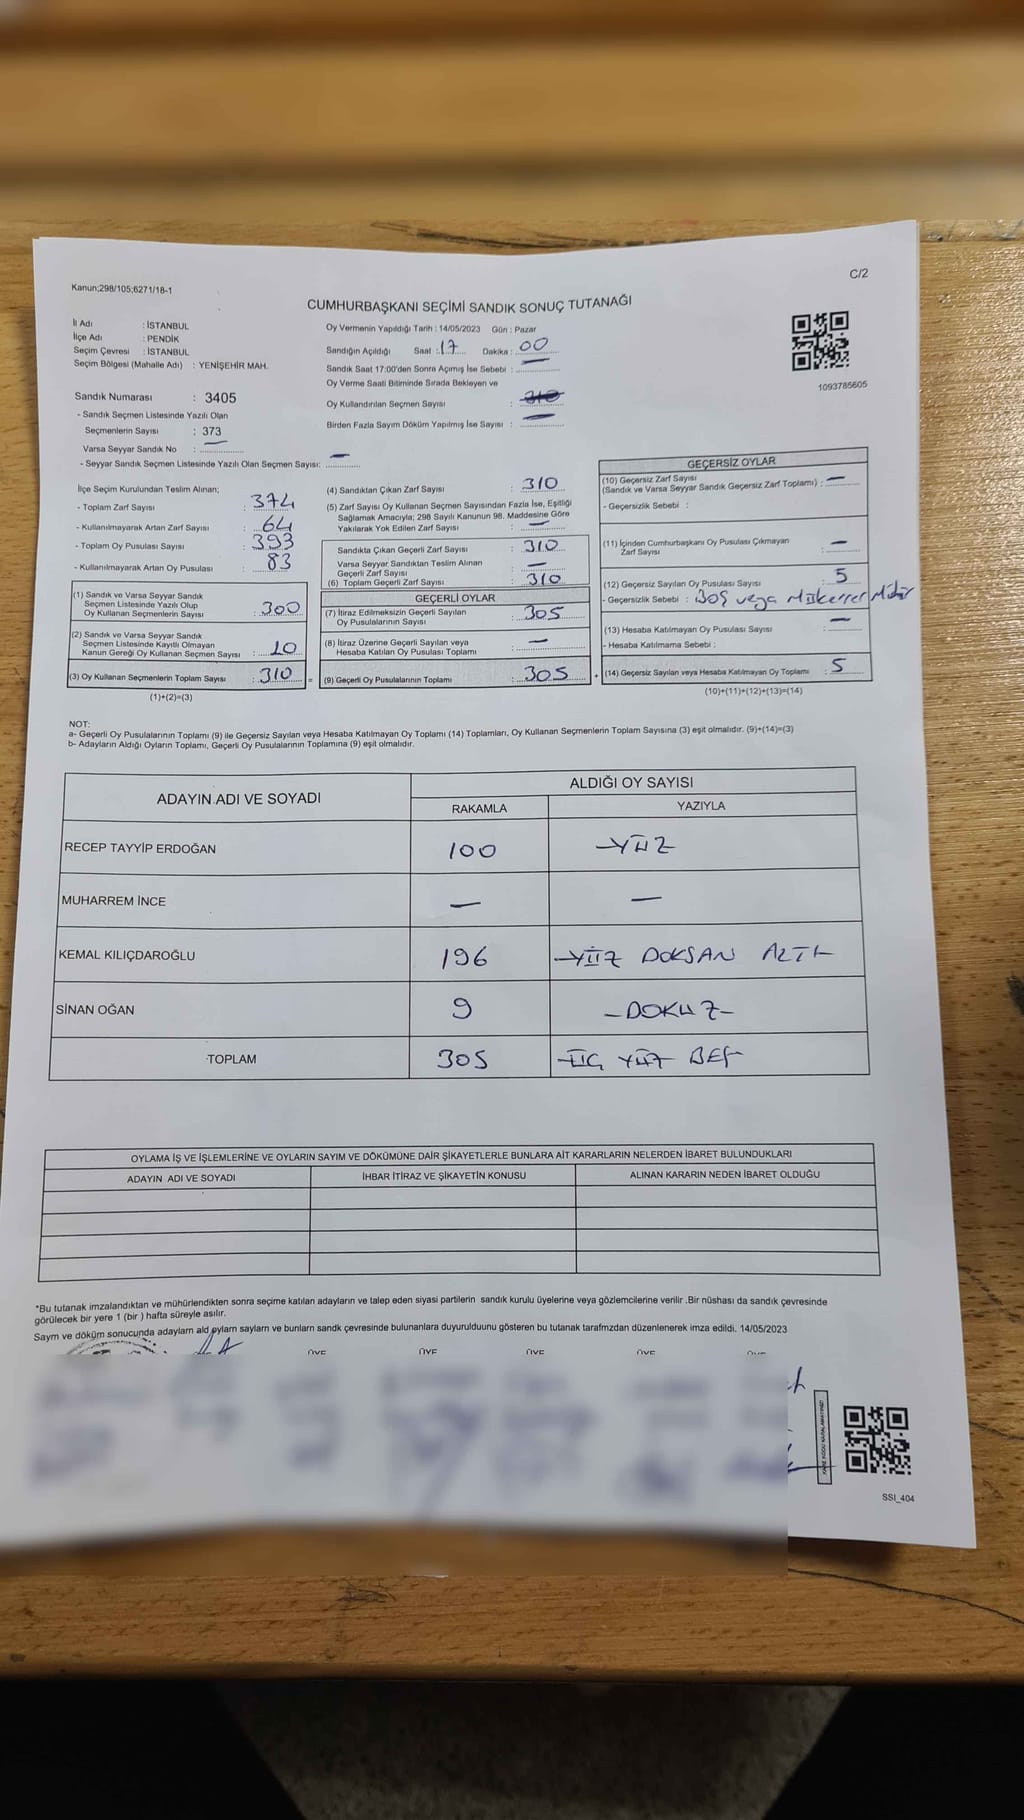 C/2
Kanun;298/105;6271/18-1
CUMHURBAŞKANI SEÇİMİ SANDIK SONUÇ TUTANAĞI
İl Adı : İSTANBUL
İlçe Adı : PENDİK
Seçim Çevresi : İSTANBUL
Seçim Bölgesi (Mahalle Adı) : YENİŞEHİR MAH.
Oy Vermenin Yapıldığı Tarih : 14/05/2023 Gün : Pazar
Sandığın Açıldığı Saat : 17 Dakika : 00
Sandık Saat 17:00'den Sonra Açımış İse Sebebi : —
Oy Verme Saati Bitiminde Sırada Bekleyen ve
Oy Kullandırılan Seçmen Sayısı : 310
Birden Fazla Sayım Döküm Yapılmış İse Sayısı : —
1093785605
Sandık Numarası : 3405
- Sandık Seçmen Listesinde Yazılı Olan
Seçmenlerin Sayısı : 373
Varsa Seyyar Sandık No : —
- Seyyar Sandık Seçmen Listesinde Yazılı Olan Seçmen Sayısı: —
İlçe Seçim Kurulundan Teslim Alınan;
- Toplam Zarf Sayısı : 374
- Kullanılmayarak Artan Zarf Sayısı : 64
- Toplam Oy Pusulası Sayısı : 393
- Kullanılmayarak Artan Oy Pusulası : 83
(1) Sandık ve Varsa Seyyar Sandık
Seçmen Listesinde Yazılı Olup
Oy Kullanan Seçmenlerin Sayısı : 300
(2) Sandık ve Varsa Seyyar Sandık
Seçmen Listesinde Kayıtlı Olmayan
Kanun Gereği Oy Kullanan Seçmen Sayısı : 10
(3) Oy Kullanan Seçmenlerin Toplam Sayısı : 310 =
(1)+(2)=(3)
(4) Sandıktan Çıkan Zarf Sayısı : 310
(5) Zarf Sayısı Oy Kullanan Seçmen Sayısından Fazla İse, Eşitliği
Sağlamak Amacıyla; 298 Sayılı Kanunun 98. Maddesine Göre
Yakılarak Yok Edilen Zarf Sayısı : —
Sandıkta Çıkan Geçerli Zarf Sayısı : 310
Varsa Seyyar Sandıktan Teslim Alınan
Geçerli Zarf Sayısı : —
(6) Toplam Geçerli Zarf Sayısı : 310
GEÇERLİ OYLAR
(7) İtiraz Edilmeksizin Geçerli Sayılan
Oy Pusulalarının Sayısı : 305
(8) İtiraz Üzerine Geçerli Sayılan veya
Hesaba Katılan Oy Pusulası Toplamı : —
(9) Geçerli Oy Pusulalarının Toplamı : 305 +
GEÇERSİZ OYLAR
(10) Geçersiz Zarf Sayısı
(Sandık ve Varsa Seyyar Sandık Geçersiz Zarf Toplamı) : —
- Geçersizlik Sebebi :
(11) İçinden Cumhurbaşkanı Oy Pusulası Çıkmayan
Zarf Sayısı : —
(12) Geçersiz Sayılan Oy Pusulası Sayısı : 5
- Geçersizlik Sebebi : Boş veya Mükerrer Mühür
(13) Hesaba Katılmayan Oy Pusulası Sayısı : —
- Hesaba Katılmama Sebebi :
(14) Geçersiz Sayılan veya Hesaba Katılmayan Oy Toplamı : 5
(10)+(11)+(12)+(13)=(14)
NOT:
a- Geçerli Oy Pusulalarının Toplamı (9) ile Geçersiz Sayılan veya Hesaba Katılmayan Oy Toplamı (14) Toplamları, Oy Kullanan Seçmenlerin Toplam Sayısına (3) eşit olmalıdır. (9)+(14)=(3)
b- Adayların Aldığı Oyların Toplamı, Geçerli Oy Pusulalarının Toplamına (9) eşit olmalıdır.
ADAYIN ADI VE SOYADI ALDIĞI OY SAYISI
RAKAMLA YAZIYLA
RECEP TAYYİP ERDOĞAN 100 —YÜZ
MUHARREM İNCE — —
KEMAL KILIÇDAROĞLU 196 —YÜZ DOKSAN ALTI—
SİNAN OĞAN 9 —DOKUZ—
TOPLAM 305 —ÜÇ YÜZ BEŞ—
OYLAMA İŞ VE İŞLEMLERİNE VE OYLARIN SAYIM VE DÖKÜMÜNE DAİR ŞİKAYETLERLE BUNLARA AİT KARARLARIN NELERDEN İBARET BULUNDUKLARI
ADAYIN ADI VE SOYADI İHBAR İTİRAZ VE ŞİKAYETİN KONUSU ALINAN KARARIN NEDEN İBARET OLDUĞU
*Bu tutanak imzalandıktan ve mühürlendikten sonra seçime katılan adayların ve talep eden siyasi partilerin sandık kurulu üyelerine veya gözlemcilerine verilir .Bir nüshası da sandık çevresinde
görülecek bir yere 1 (bir ) hafta süreyle asılır.
Sayım ve döküm sonucunda adayların ald oyların sayıları ve bunların sandk çevresinde bulunanlara duyurulduunu gösteren bu tutanak tarafmzdan düzenlenerek imza edildi. 14/05/2023
ÜYE ÜYE ÜYE ÜYE
SSI_404